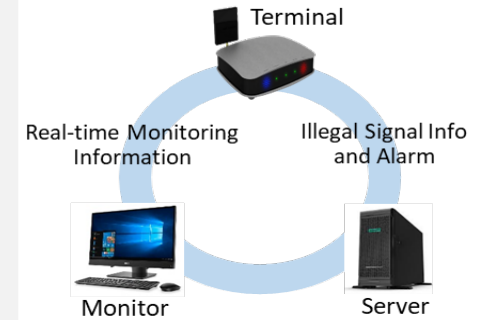 Terminal
Real-time Monitoring
Information
Illegal Signal Info
and Alarm
Monitor
Server